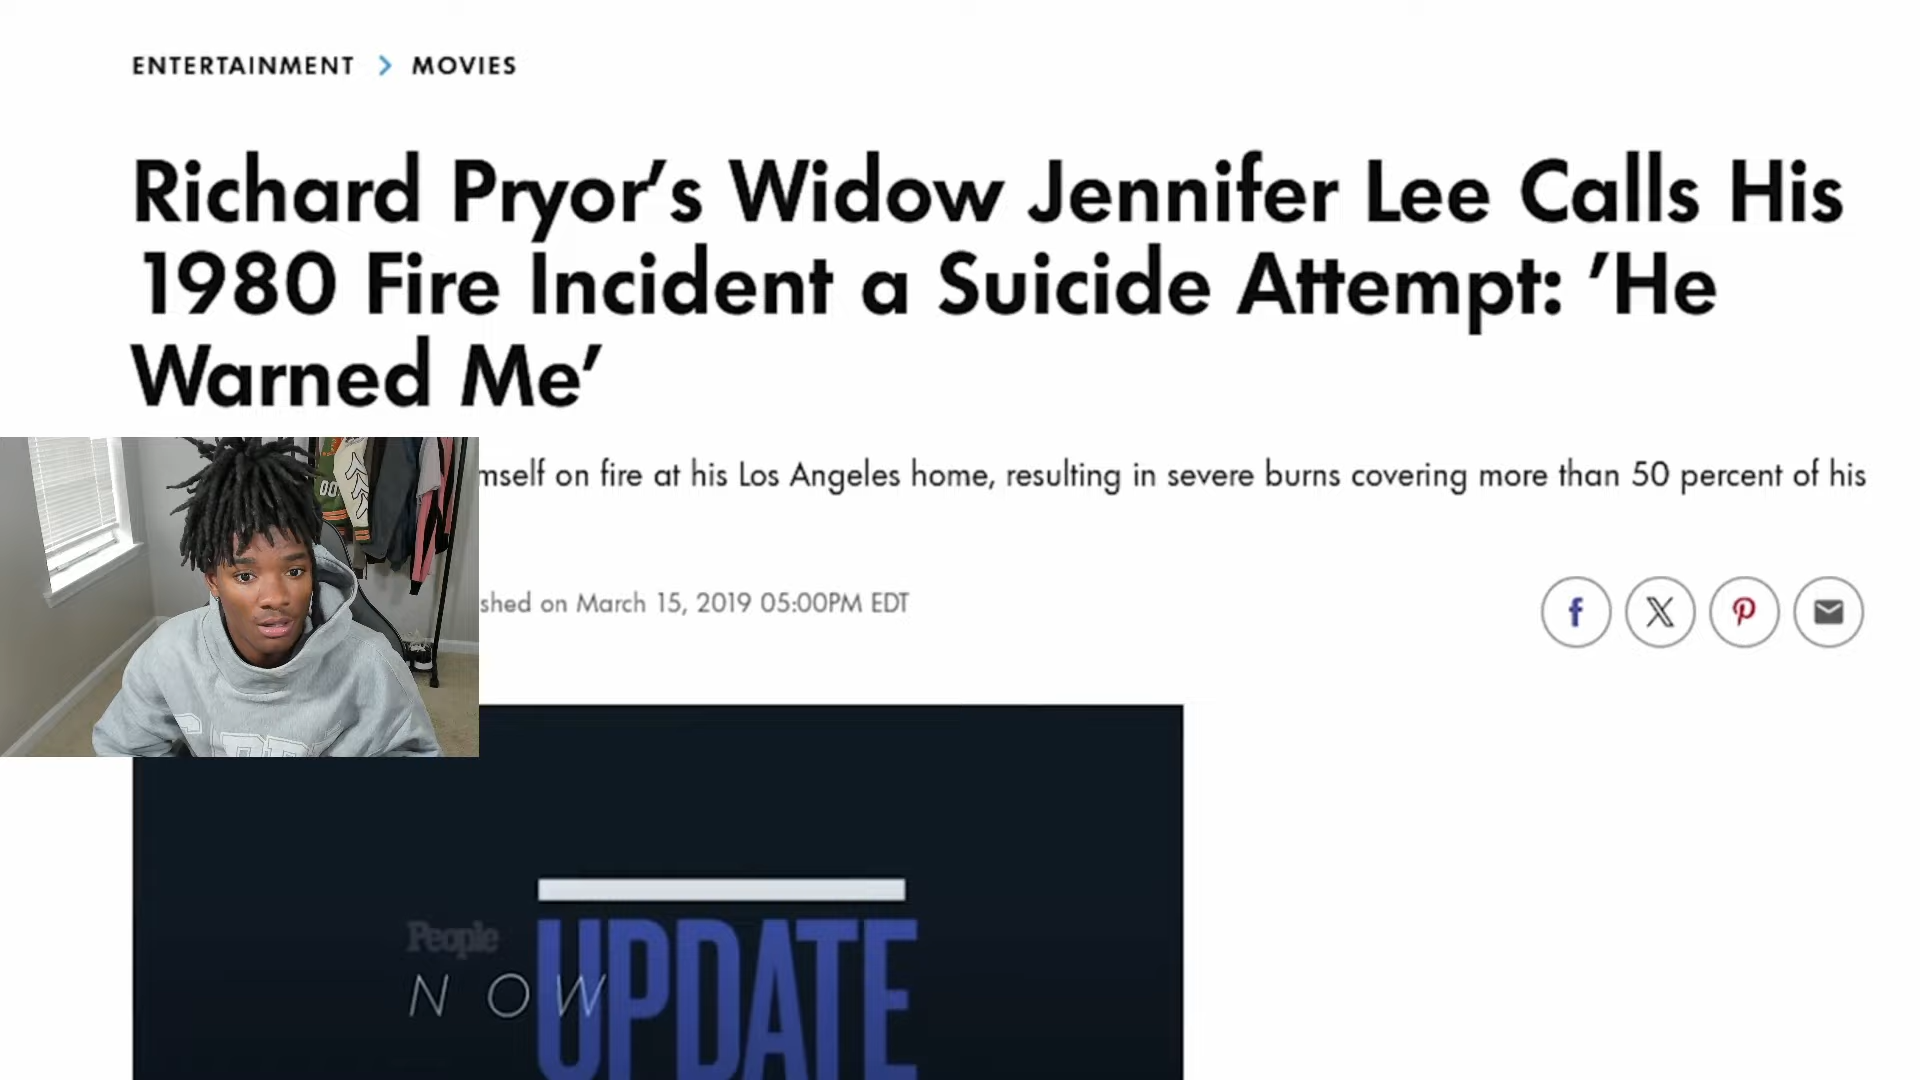 ENTERTAINMENT > MOVIES
Richard Pryor’s Widow Jennifer Lee Calls His
1980 Fire Incident a Suicide Attempt: ’He
Warned Me’
mself on fire at his Los Angeles home, resulting in severe burns covering more than 50 percent of his
shed on March 15, 2019 05:00PM EDT
People
NOW
UPDATE
00